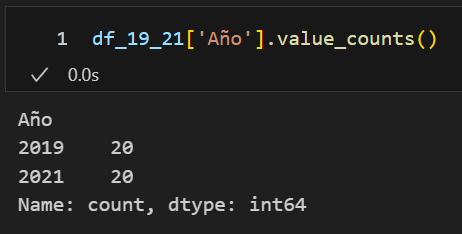 1 df_19_21['Año'].value_counts()
0.0s
Año
2019 20
2021 20
Name: count, dtype: int64